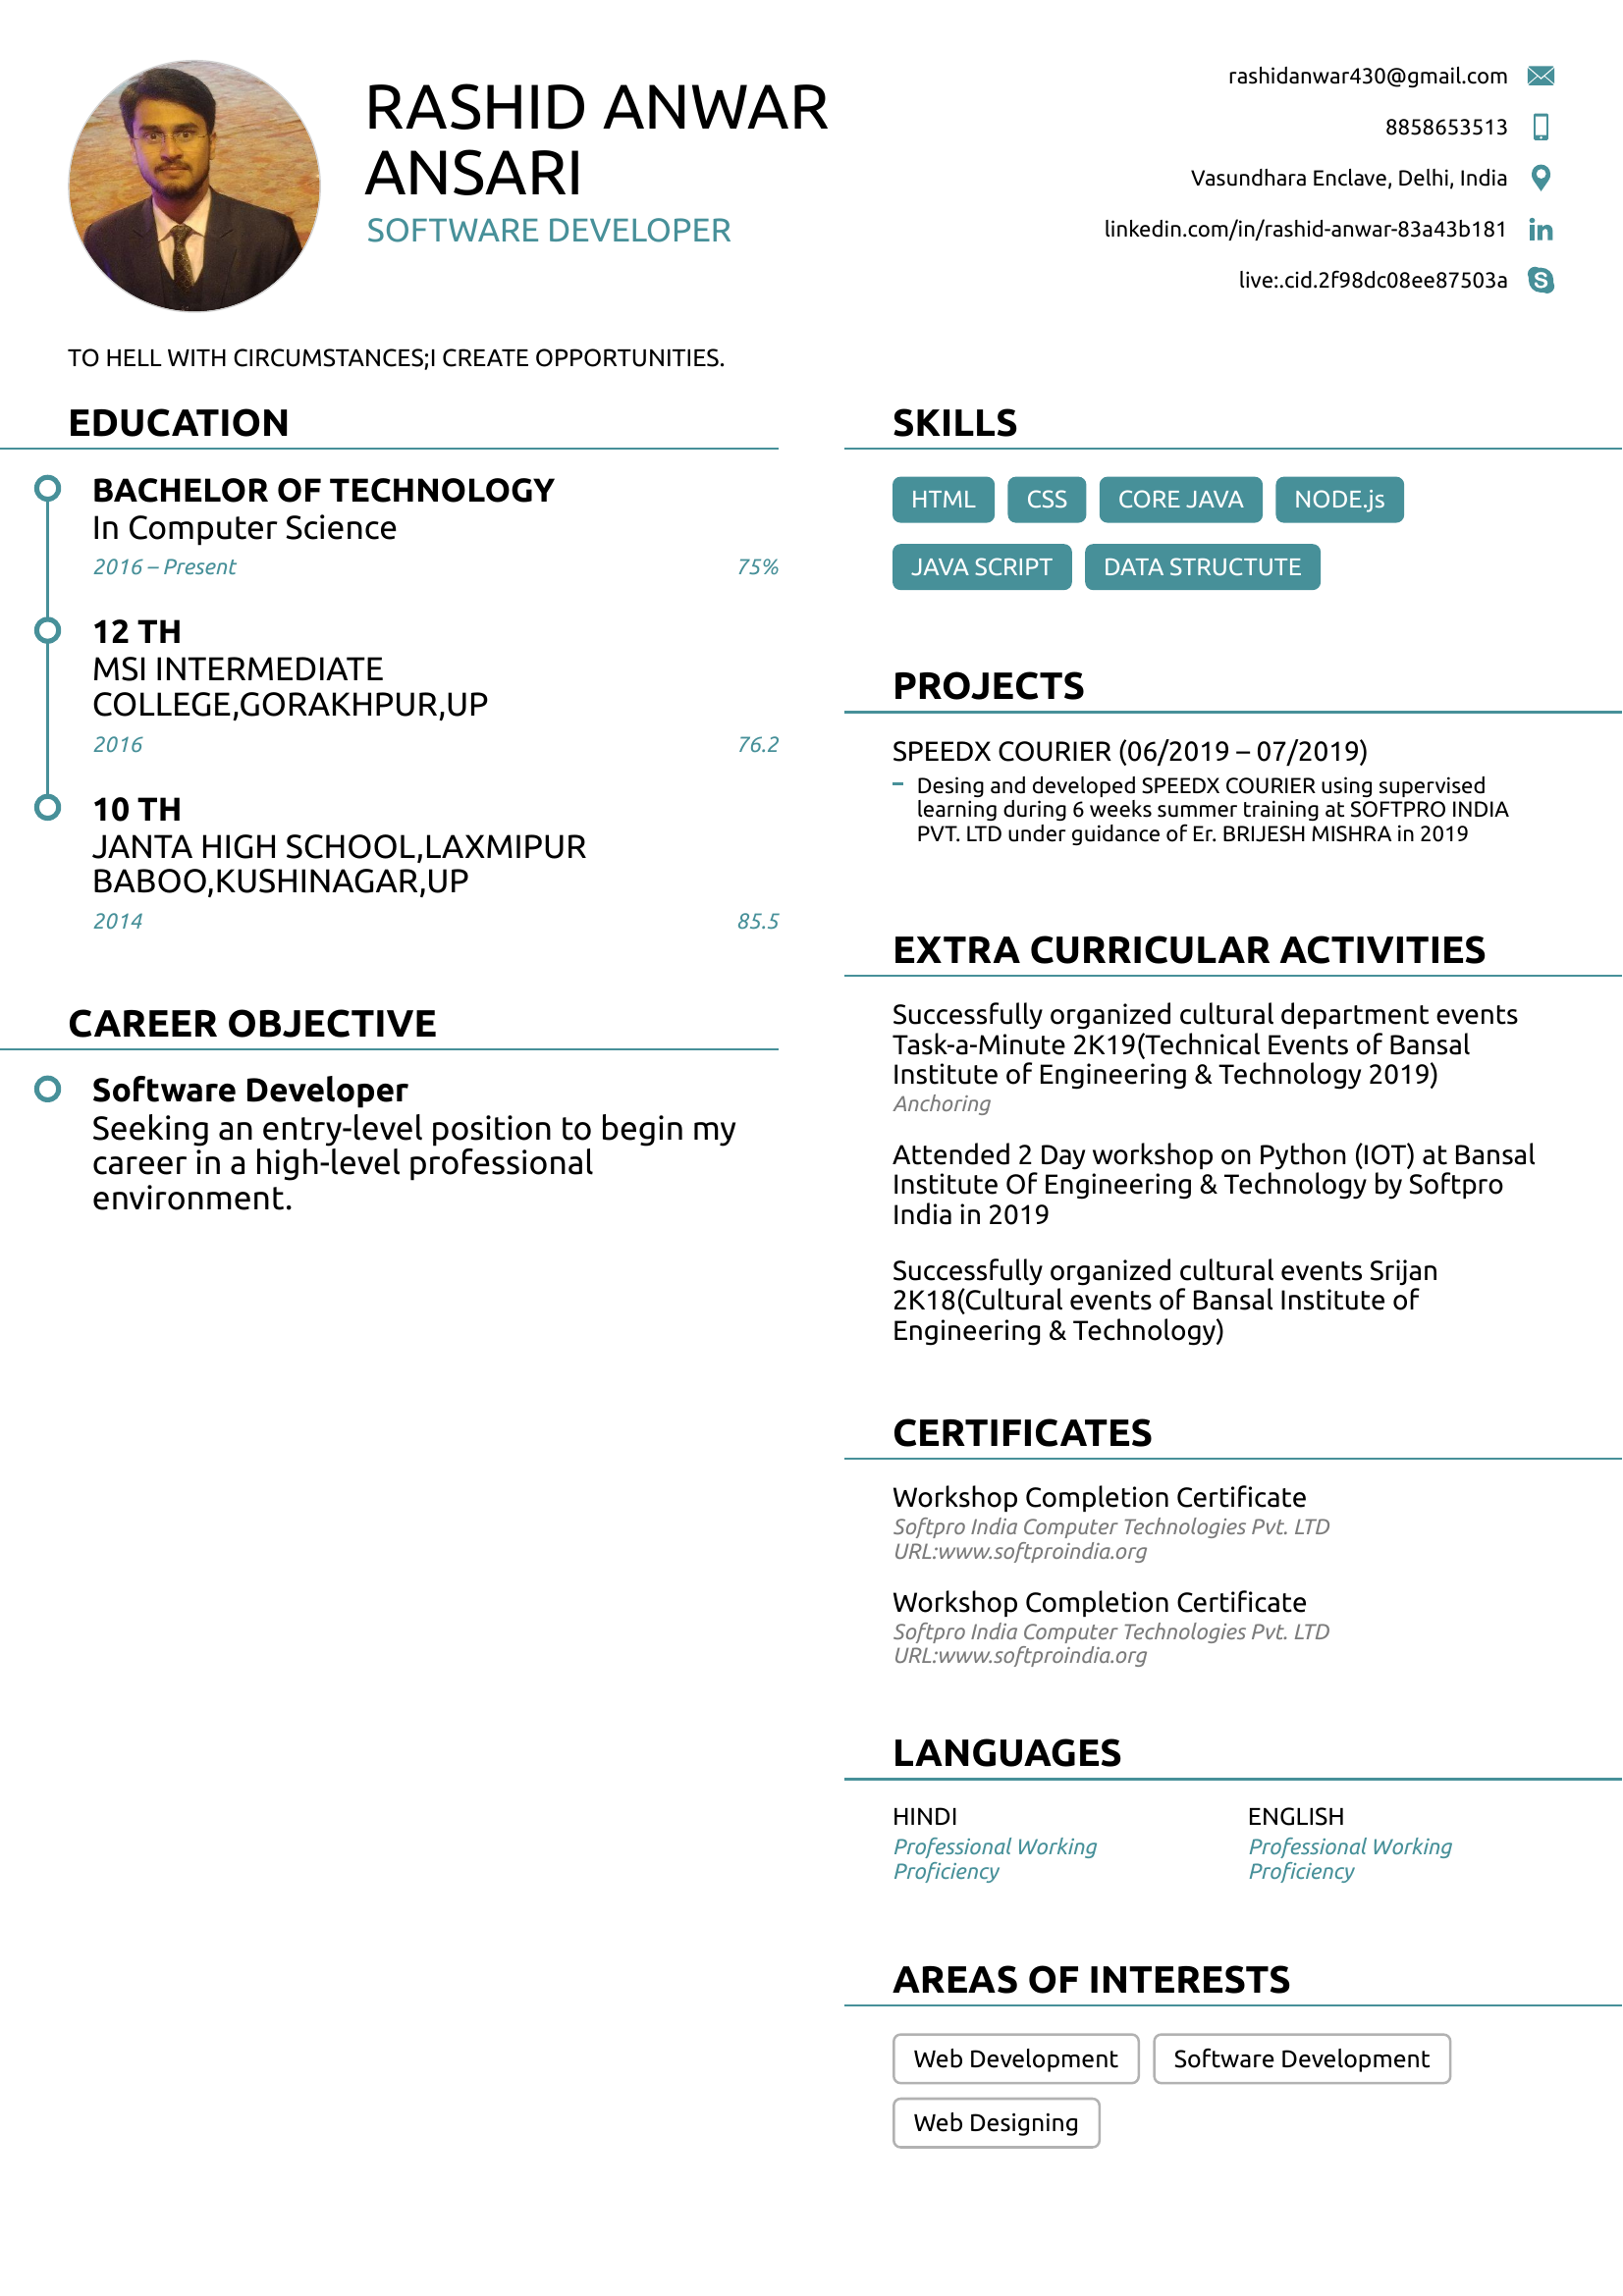 RASHID ANWAR
ANSARI
SOFTWARE DEVELOPER
rashidanwar430@gmail.com
8858653513
Vasundhara Enclave, Delhi, India
linkedin.com/in/rashid-anwar-83a43b181
live:.cid.2f98dc08ee87503a
TO HELL WITH CIRCUMSTANCES;I CREATE OPPORTUNITIES.
EDUCATION
BACHELOR OF TECHNOLOGY
In Computer Science
2016 – Present 75%
12 TH
MSI INTERMEDIATE
COLLEGE,GORAKHPUR,UP
2016 76.2
10 TH
JANTA HIGH SCHOOL,LAXMIPUR
BABOO,KUSHINAGAR,UP
2014 85.5
CAREER OBJECTIVE
Software Developer
Seeking an entry-level position to begin my
career in a high-level professional
environment.
SKILLS
HTML CSS CORE JAVA NODE.js
JAVA SCRIPT DATA STRUCTUTE
PROJECTS
SPEEDX COURIER (06/2019 – 07/2019)
– Desing and developed SPEEDX COURIER using supervised
learning during 6 weeks summer training at SOFTPRO INDIA
PVT. LTD under guidance of Er. BRIJESH MISHRA in 2019
EXTRA CURRICULAR ACTIVITIES
Successfully organized cultural department events
Task-a-Minute 2K19(Technical Events of Bansal
Institute of Engineering & Technology 2019)
Anchoring
Attended 2 Day workshop on Python (IOT) at Bansal
Institute Of Engineering & Technology by Softpro
India in 2019
Successfully organized cultural events Srijan
2K18(Cultural events of Bansal Institute of
Engineering & Technology)
CERTIFICATES
Workshop Completion Certificate
Softpro India Computer Technologies Pvt. LTD
URL:www.softproindia.org
Workshop Completion Certificate
Softpro India Computer Technologies Pvt. LTD
URL:www.softproindia.org
LANGUAGES
HINDI ENGLISH
Professional Working Professional Working
Proficiency Proficiency
AREAS OF INTERESTS
Web Development Software Development
Web Designing